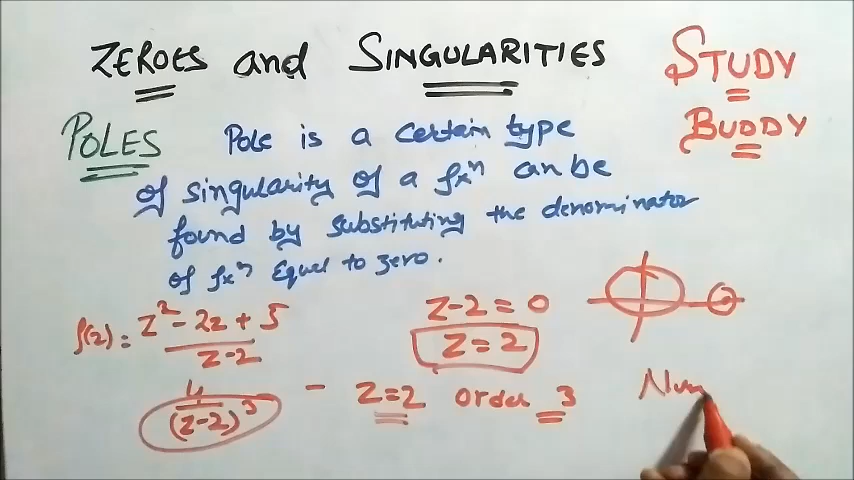 ZEROES and SINGULARITIES
STUDY
BUDDY
POLES Pole is a certain type
of singularity of a fxⁿ can be
found by substituting the denominator
of fxⁿ Equal to zero.
f(z) = z² - 2z + 5
z-2
z-2 = 0
z = 2
4
(z-2)³
- z=2 order 3
Num